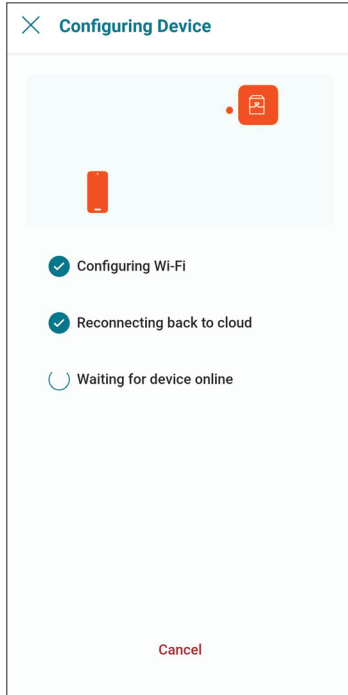 Configuring Device
Configuring Wi-Fi
Reconnecting back to cloud
Waiting for device online
Cancel